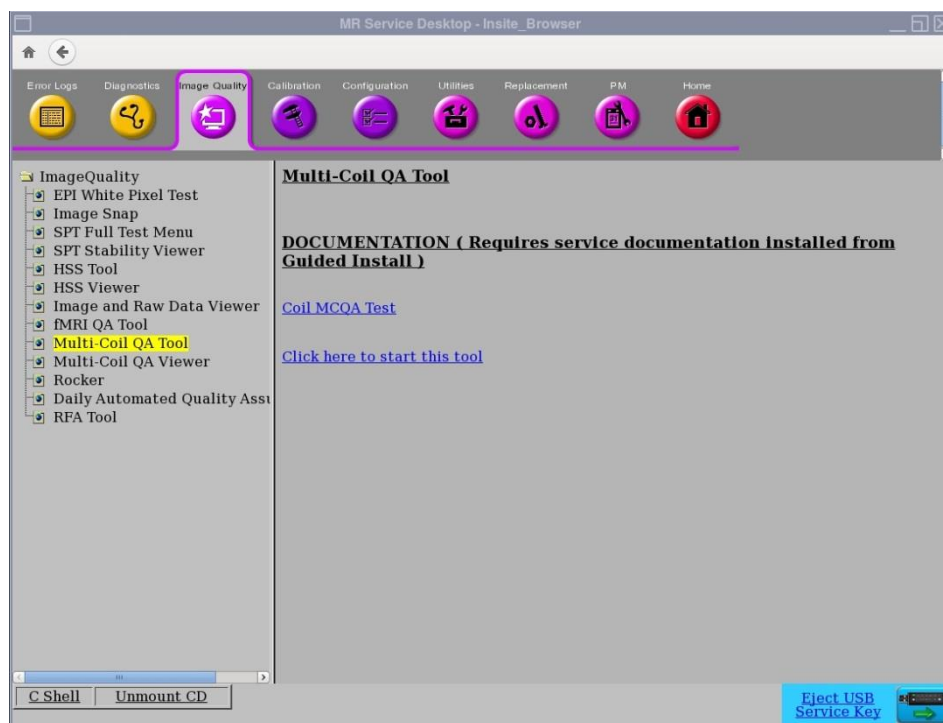 MR Service Desktop - Insite_Browser
Error Logs Diagnostics Image Quality Calibration Configuration Utilities Replacement PM Home
ImageQuality
EPI White Pixel Test
Image Snap
SPT Full Test Menu
SPT Stability Viewer
HSS Tool
HSS Viewer
Image and Raw Data Viewer
fMRI QA Tool
Multi-Coil QA Tool
Multi-Coil QA Viewer
Rocker
Daily Automated Quality Assu
RFA Tool
Multi-Coil QA Tool
DOCUMENTATION ( Requires service documentation installed from
Guided Install )
Coil MCQA Test
Click here to start this tool
C Shell Unmount CD
Eject USB
Service Key